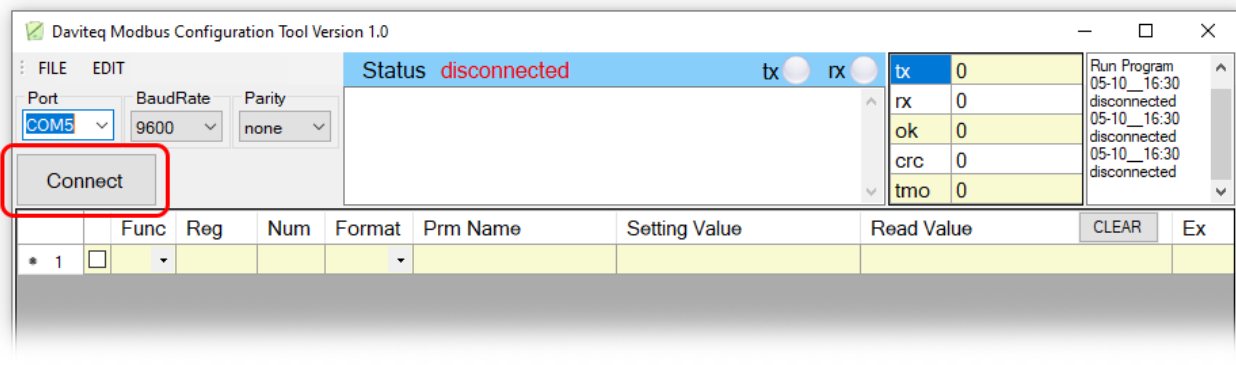 Daviteq Modbus Configuration Tool Version 1.0
FILE EDIT
Status disconnected tx rx
Port BaudRate Parity
COM5 9600 none
Connect
tx 0
rx 0
ok 0
crc 0
tmo 0
Run Program
05-10__16:30
disconnected
05-10__16:30
disconnected
05-10__16:30
disconnected
Func Reg Num Format Prm Name Setting Value Read Value CLEAR Ex
* 1